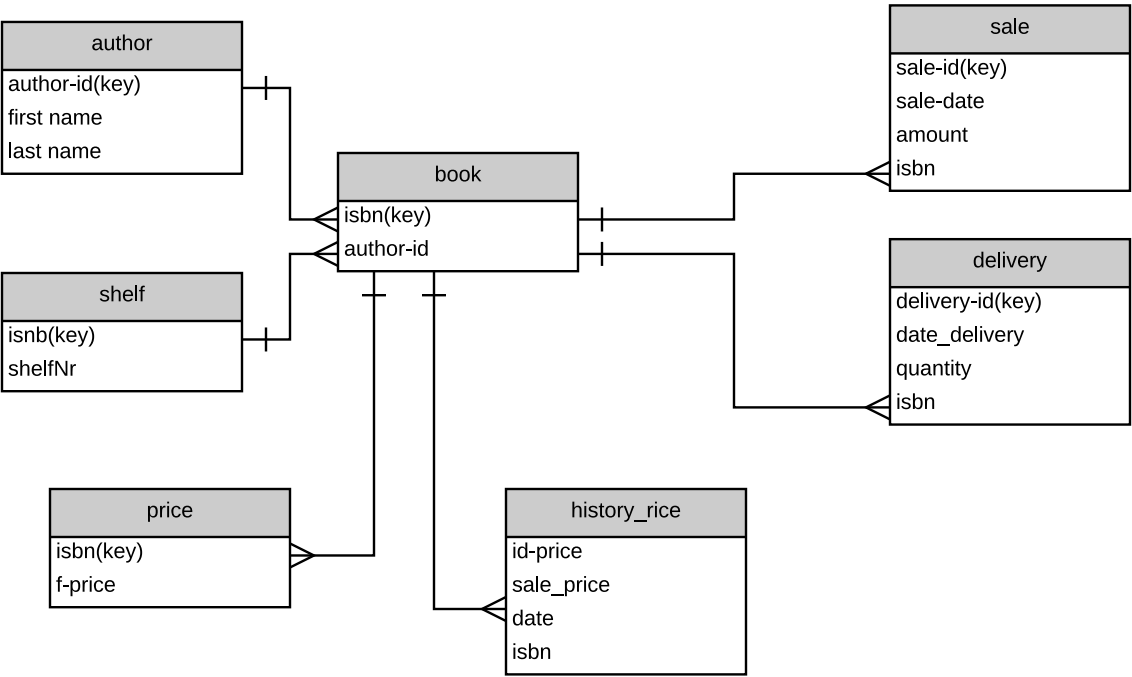 author
author-id(key)
first name
last name
sale
sale-id(key)
sale-date
amount
isbn
book
isbn(key)
author-id
shelf
isnb(key)
shelfNr
delivery
delivery-id(key)
date_delivery
quantity
isbn
price
isbn(key)
f-price
history_rice
id-price
sale_price
date
isbn